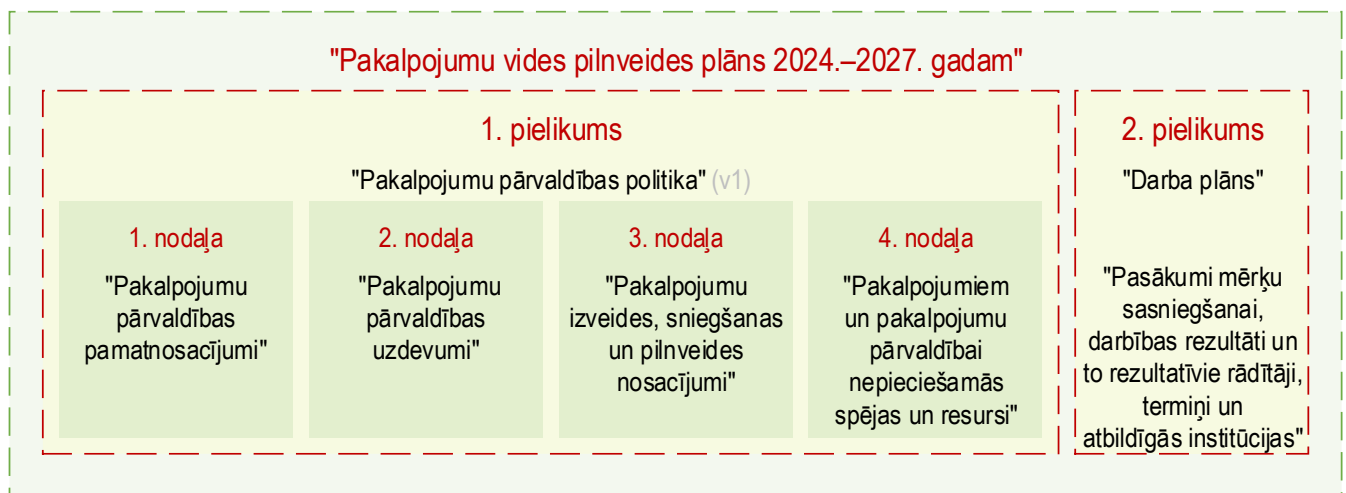 "Pakalpojumu vides pilnveides plāns 2024.–2027. gadam"
1. pielikums
"Pakalpojumu pārvaldības politika" (v1)
1. nodaļa
"Pakalpojumu
pārvaldības
pamatnosacījumi"
2. nodaļa
"Pakalpojumu
pārvaldības
uzdevumi"
3. nodaļa
"Pakalpojumu
izveides, sniegšanas
un pilnveides
nosacījumi"
4. nodaļa
"Pakalpojumiem
un pakalpojumu
pārvaldībai
nepieciešamās
spējas un resursi"
2. pielikums
"Darba plāns"
"Pasākumi mērķu
sasniegšanai,
darbības rezultāti un
to rezultatīvie rādītāji,
termiņi un
atbildīgās institūcijas"